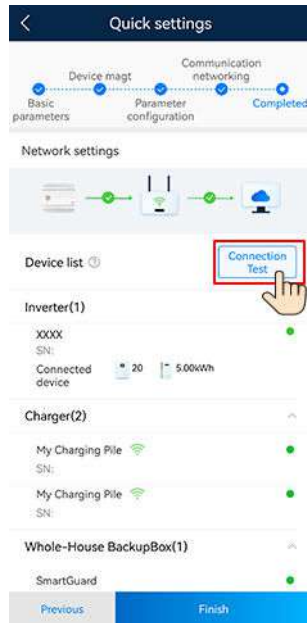 Quick settings
Communication
Device magt networking
Basic Parameter Completed
parameters configuration
Network settings
Device list ?
Connection
Test
Inverter(1)
XXXX
SN:
Connected 20 5.00kWh
device
Charger(2)
My Charging Pile
SN:
My Charging Pile
SN:
Whole-House BackupBox(1)
SmartGuard
Previous Finish